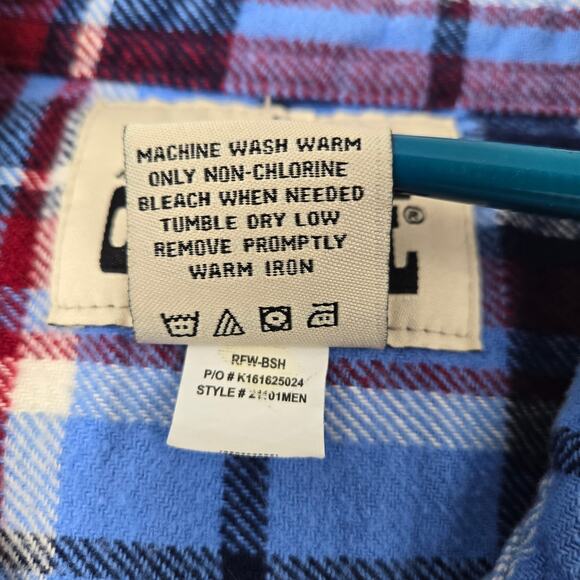 MACHINE WASH WARM
ONLY NON-CHLORINE
BLEACH WHEN NEEDED
TUMBLE DRY LOW
REMOVE PROMPTLY
WARM IRON
®
RFW-BSH
P/O # K161625024
STYLE # 21101MEN